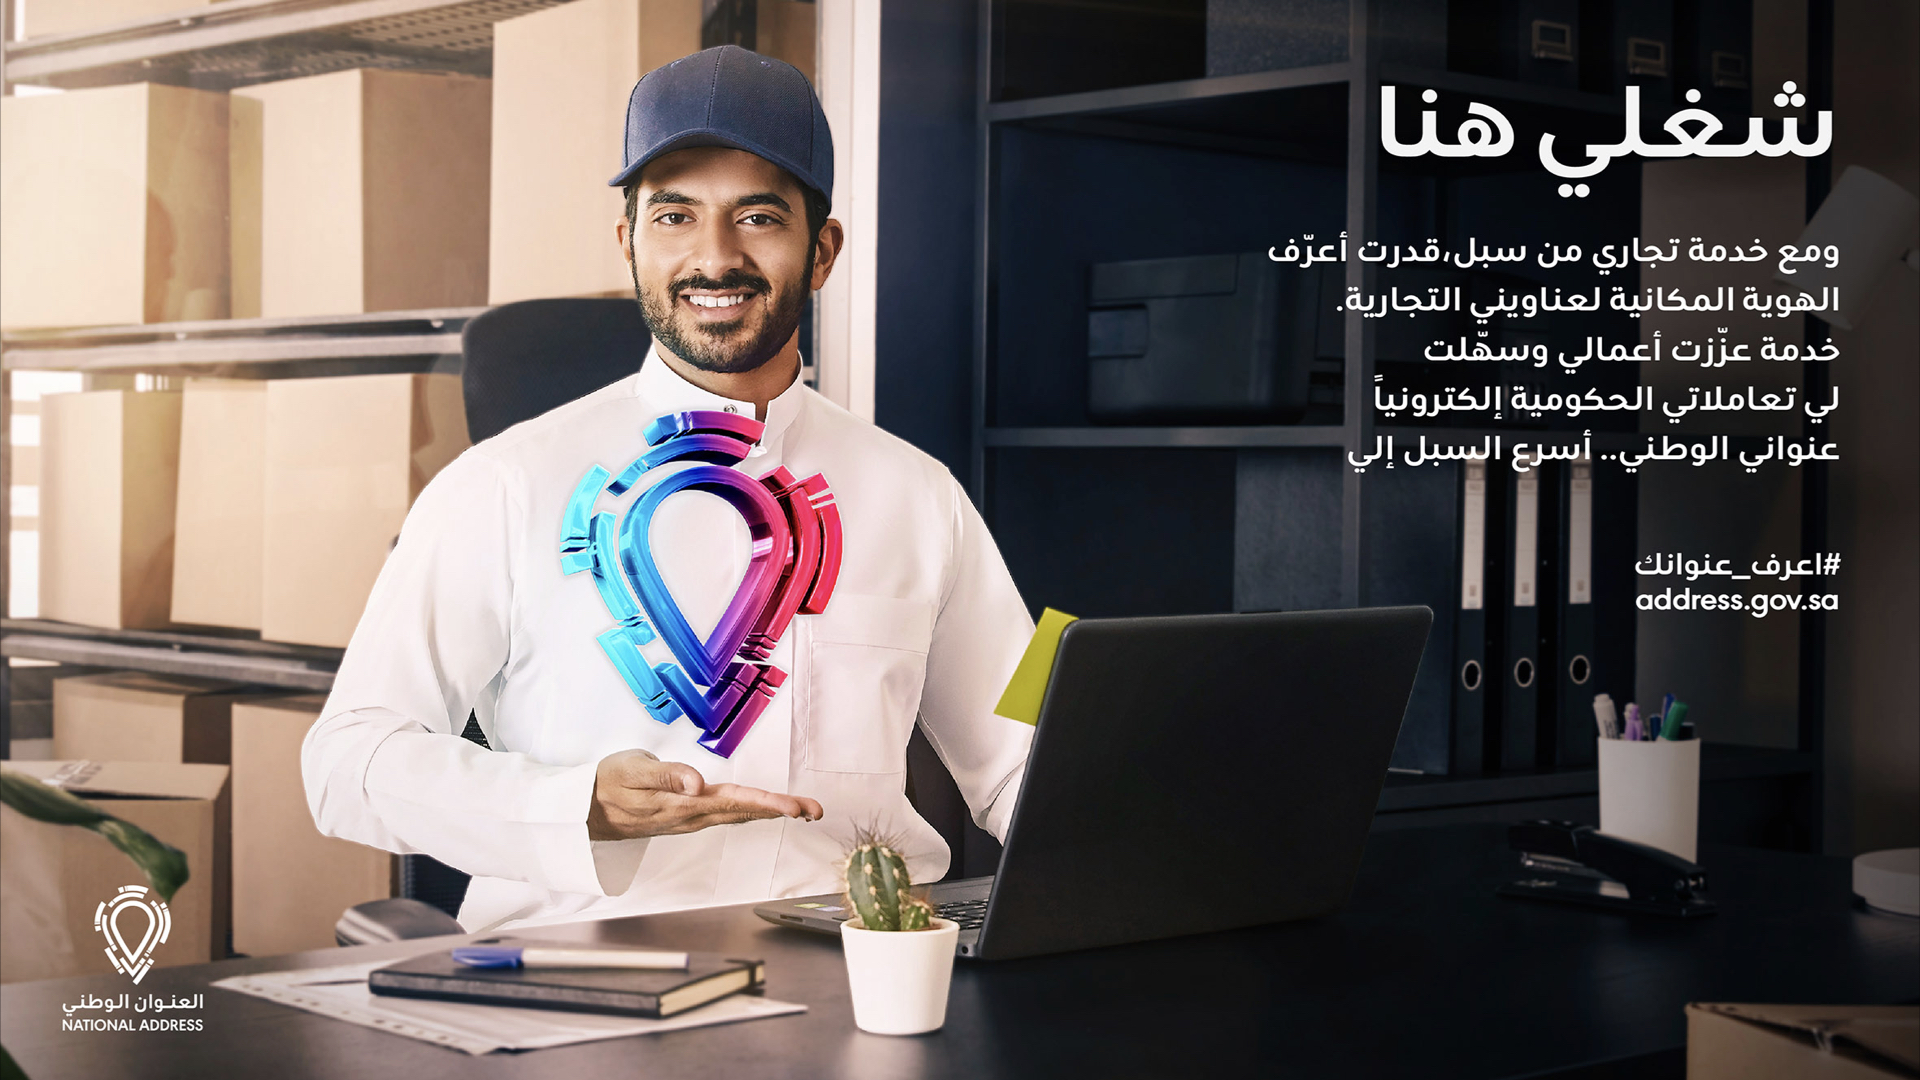 شغلي هنا
ومع خدمة تجاري من سبل،قدرت أعرّف
الهوية المكانية لعناويني التجارية.
خدمة عزّزت أعمالي وسهّلت
لي تعاملاتي الحكومية إلكترونياً
عنواني الوطني.. أسرع السبل إلي
#اعرف_عنوانك
address.gov.sa
العنوان الوطني
NATIONAL ADDRESS